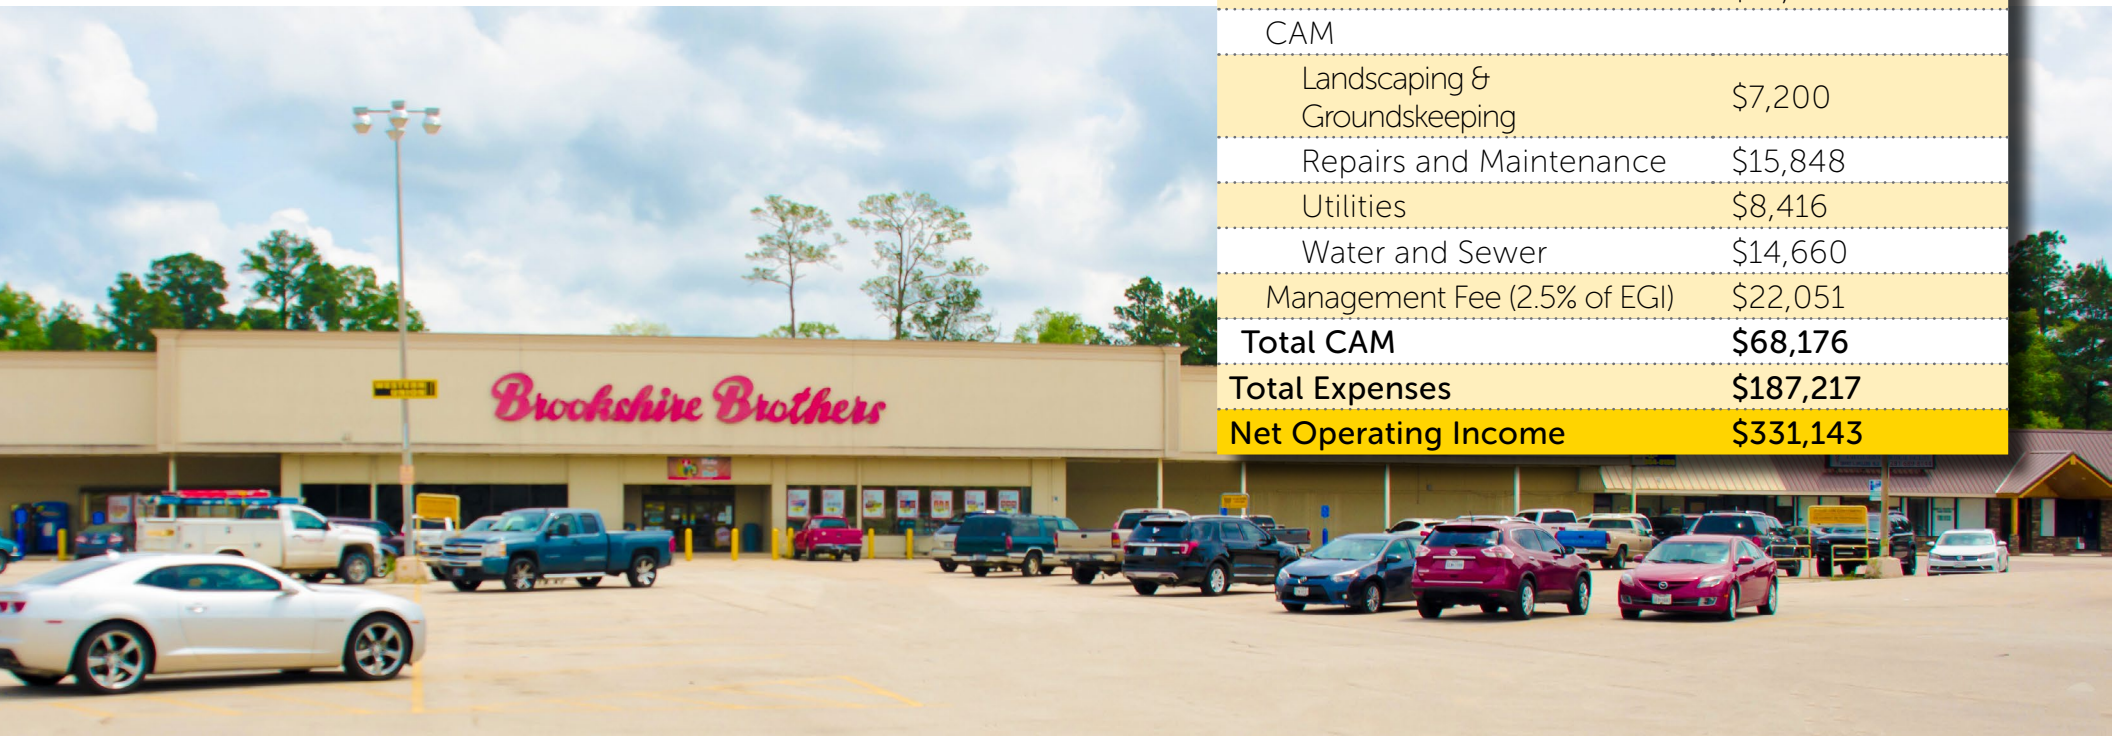 CAM
Landscaping &
Groundskeeping
$7,200
Repairs and Maintenance $15,848
Utilities $8,416
Water and Sewer $14,660
Management Fee (2.5% of EGI) $22,051
Total CAM $68,176
Total Expenses $187,217
Net Operating Income $331,143
Brookshire Brothers